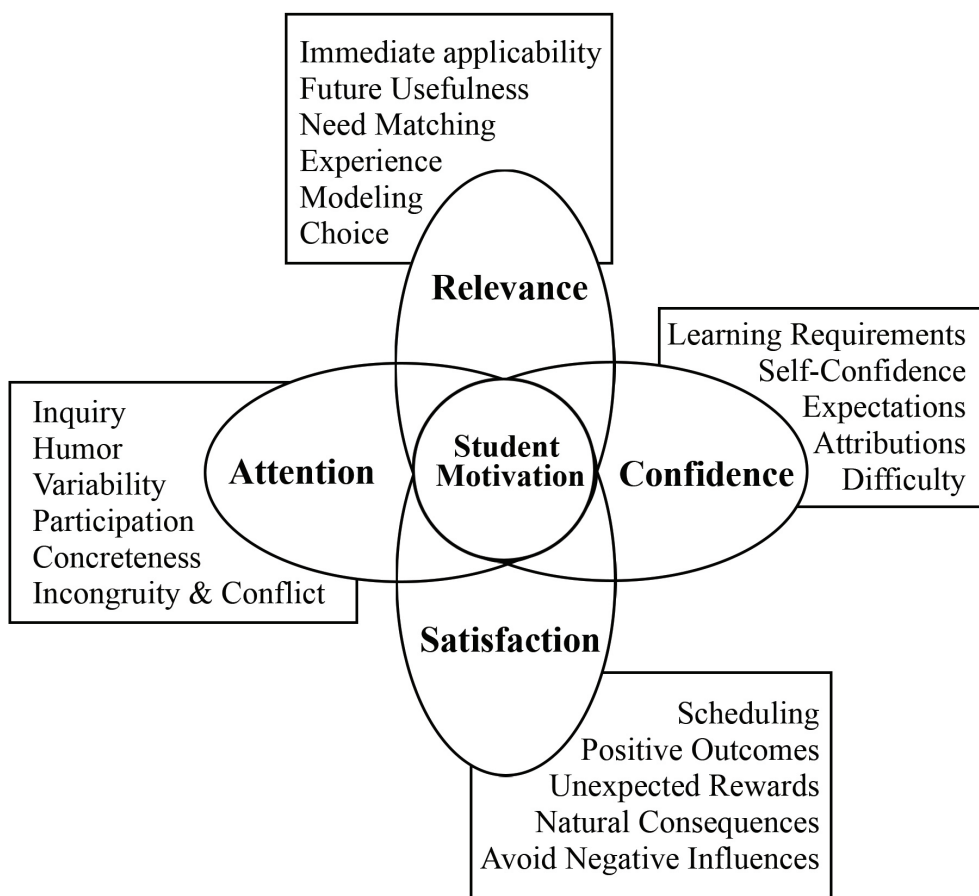 Immediate applicability
Future Usefulness
Need Matching
Experience
Modeling
Choice
Relevance
Learning Requirements
Self-Confidence
Expectations
Attributions
Difficulty
Inquiry
Humor
Variability
Participation
Concreteness
Incongruity & Conflict
Attention
Student
Motivation
Confidence
Satisfaction
Scheduling
Positive Outcomes
Unexpected Rewards
Natural Consequences
Avoid Negative Influences